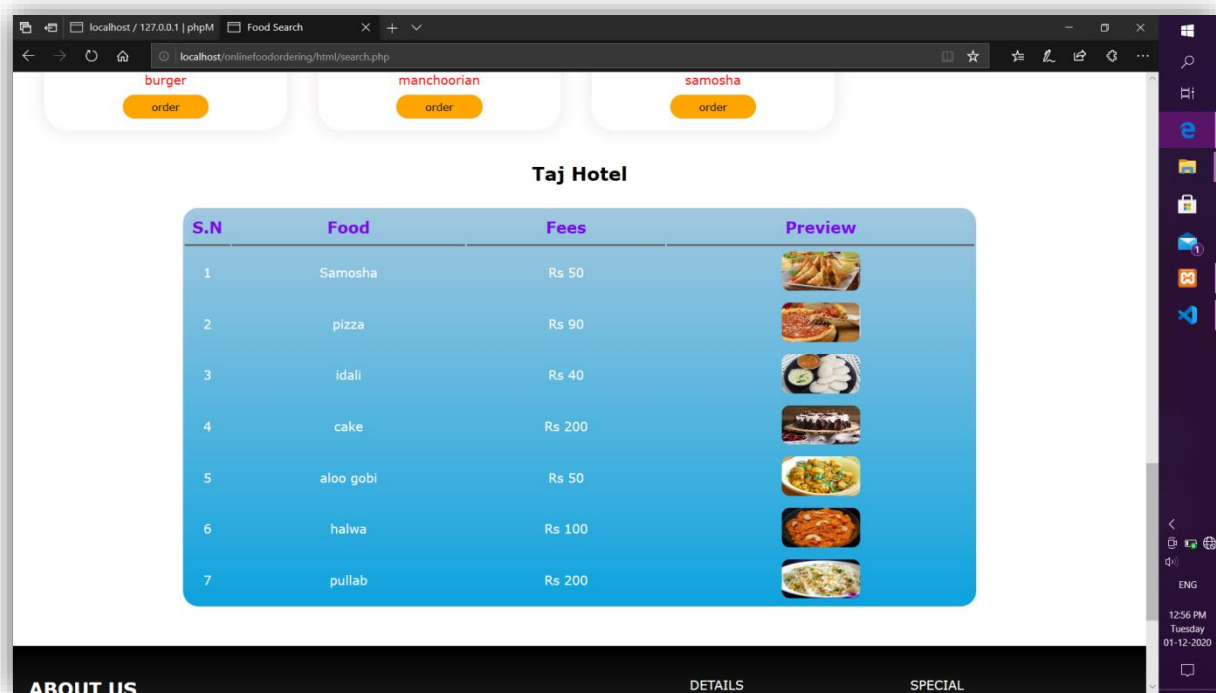 localhost / 127.0.0.1 | phpM Food Search
localhost/onlinefoodordering/html/search.php
burger manchoorian samosha
order order order
Taj Hotel
S.N Food Fees Preview
1 Samosha Rs 50
2 pizza Rs 90
3 idali Rs 40
4 cake Rs 200
5 aloo gobi Rs 50
6 halwa Rs 100
7 pullab Rs 200
ABOUT US DETAILS SPECIAL
1
ENG
12:56 PM
Tuesday
01-12-2020